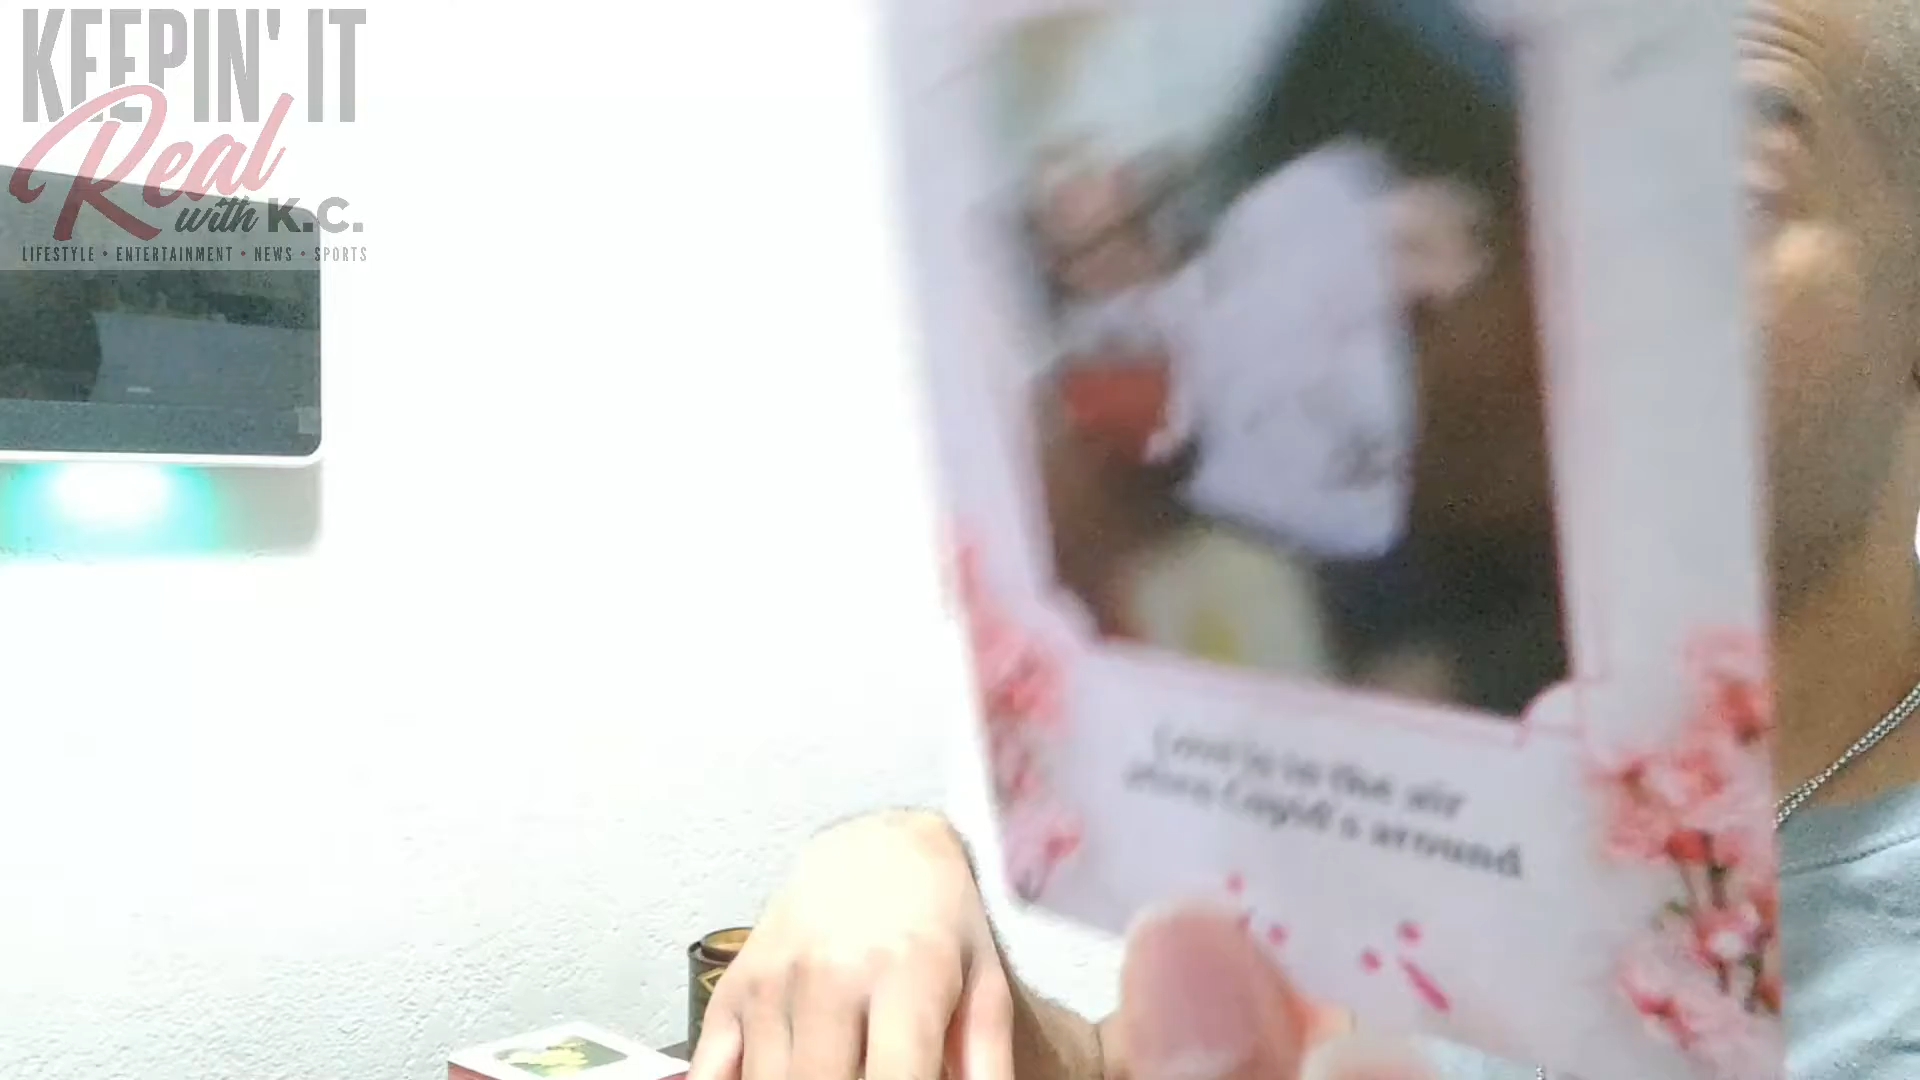 KEEPIN' IT
Real
with K.C.
LIFESTYLE • ENTERTAINMENT • NEWS • SPORTS
Love is in the air
when Cupid's around